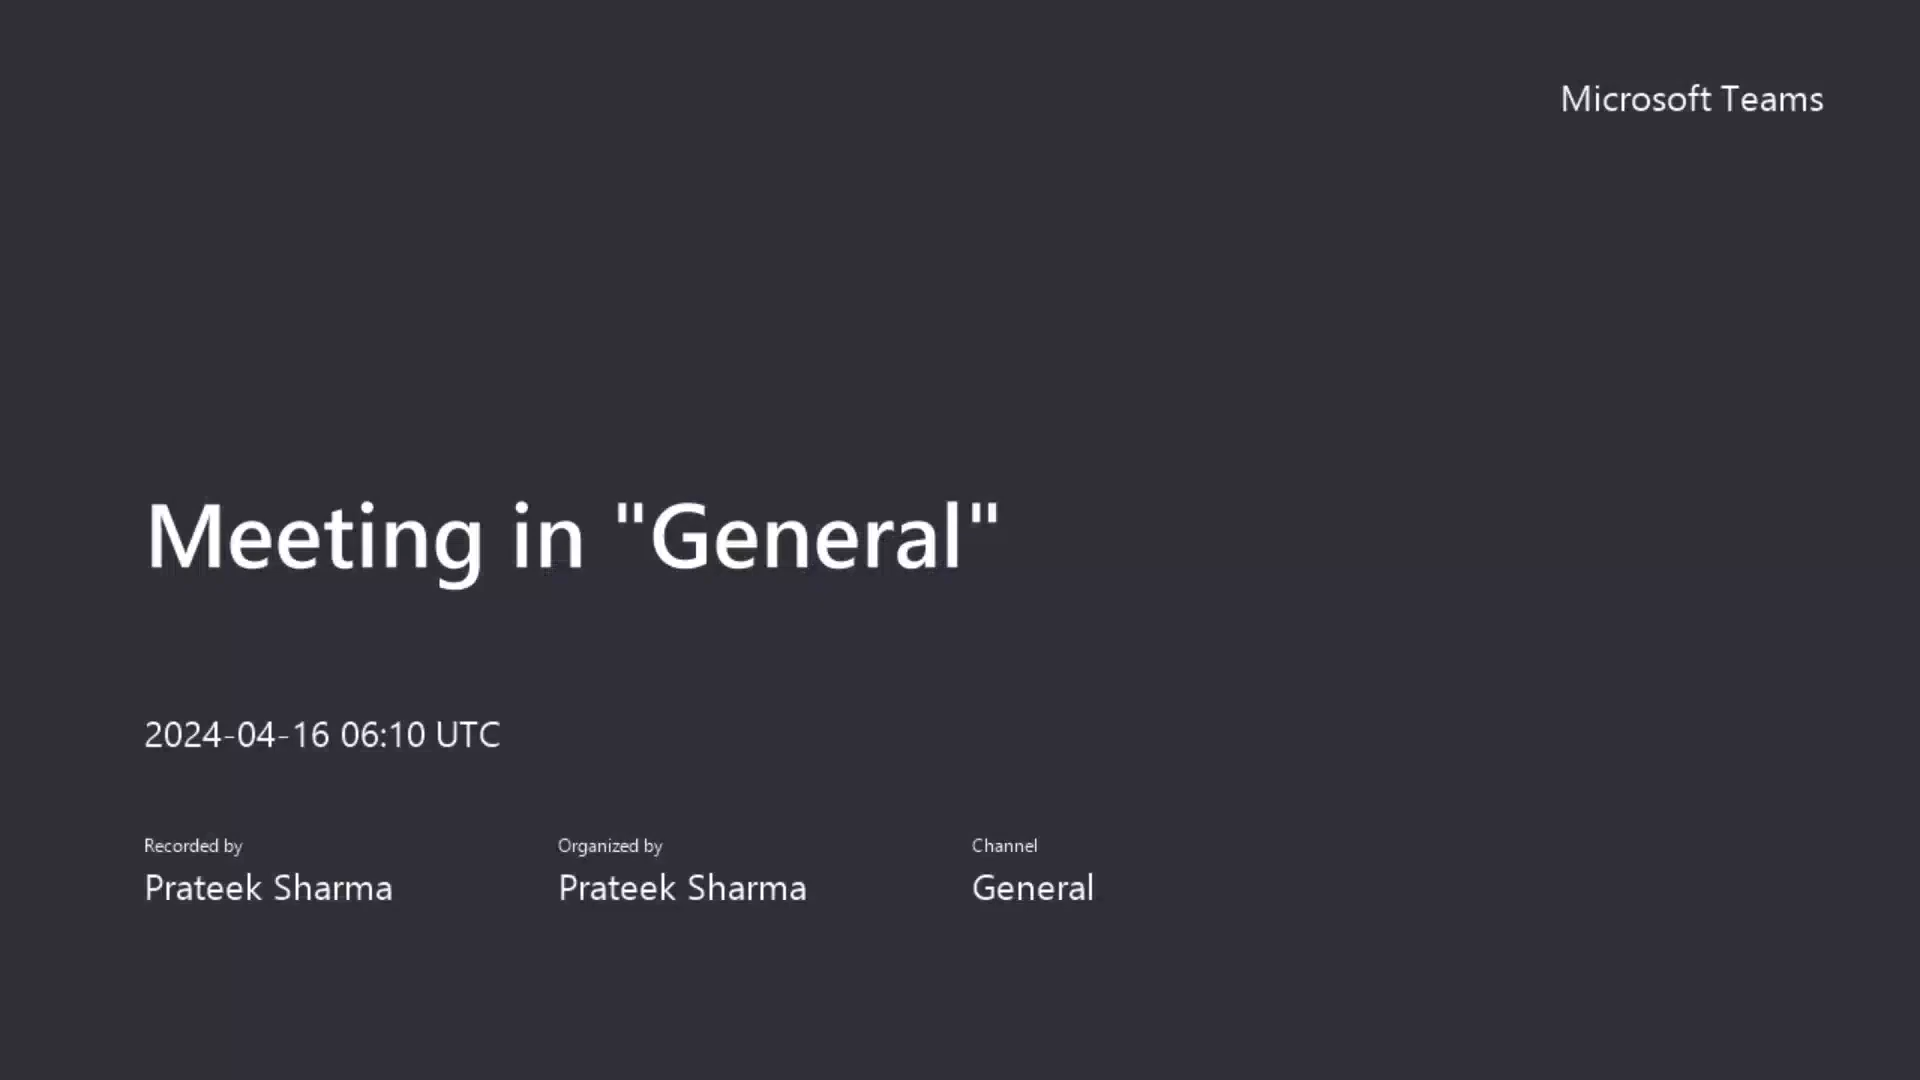 Microsoft Teams
Meeting in "General"
2024-04-16 06:10 UTC
Recorded by
Prateek Sharma
Organized by
Prateek Sharma
Channel
General